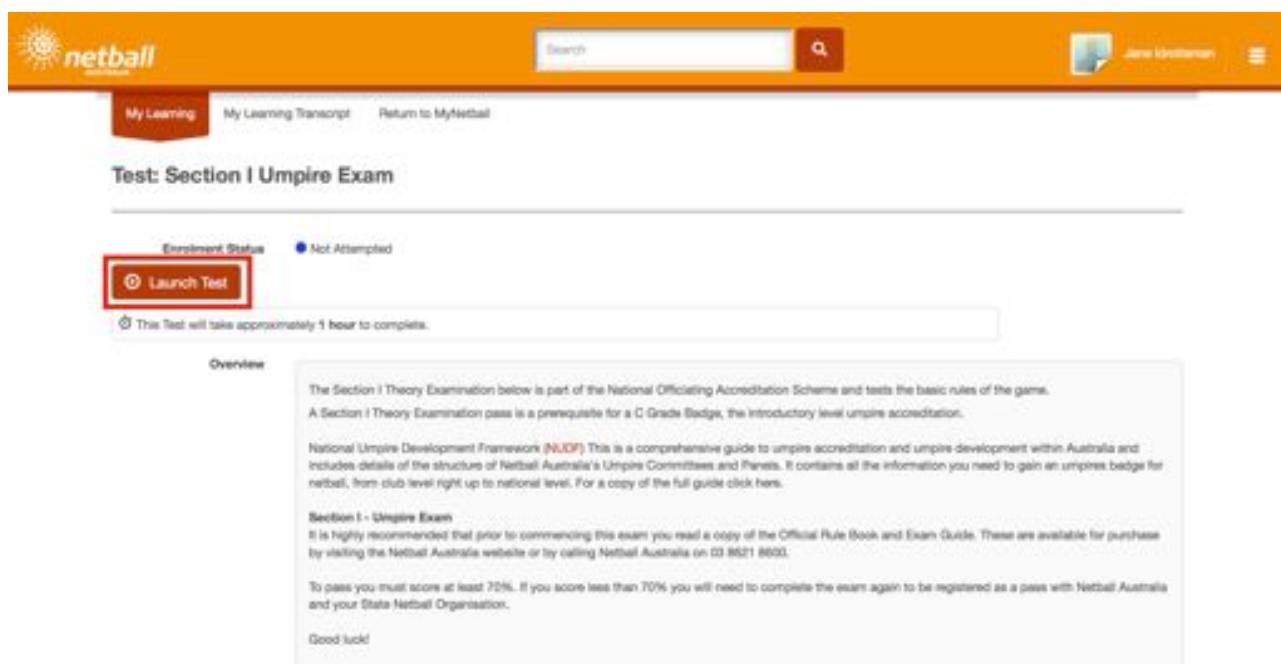 netball
Search
Jane
My Learning
My Learning Transcript
Return to MyNetball
Test: Section I Umpire Exam
Enrolment Status
Not Attempted
Launch Test
This Test will take approximately 1 hour to complete.
Overview
The Section I Theory Examination below is part of the National Officiating Accreditation Scheme and tests the basic rules of the game.
A Section I Theory Examination pass is a prerequisite for a C Grade Badge, the introductory level umpire accreditation.
National Umpire Development Framework (NUDF) This is a comprehensive guide to umpire accreditation and umpire development within Australia and
includes details of the structure of Netball Australia's Umpire Committees and Panels. It contains all the information you need to gain an umpires badge for
netball, from club level right up to national level. For a copy of the full guide click here.
Section I - Umpire Exam
It is highly recommended that prior to commencing this exam you read a copy of the Official Rule Book and Exam Guide. These are available for purchase
by visiting the Netball Australia website or by calling Netball Australia on 03 8621 8600.
To pass you must score at least 70%. If you score less than 70% you will need to complete the exam again to be registered as a pass with Netball Australia
and your State Netball Organisation.
Good luck!